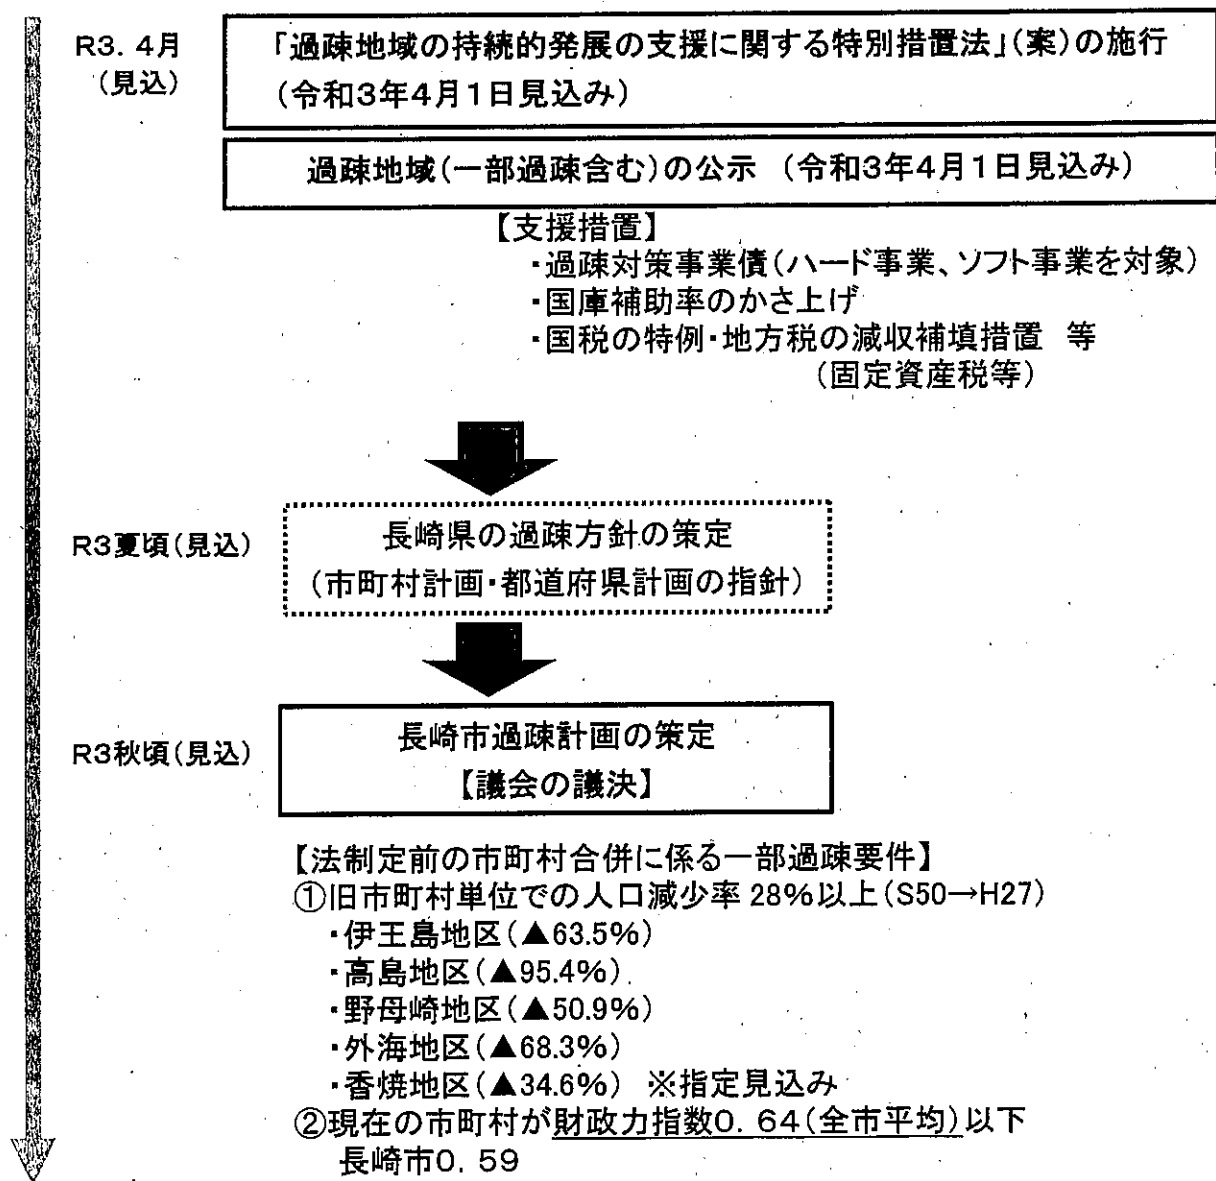 R3. 4月
(見込)
「過疎地域の持続的発展の支援に関する特別措置法」(案)の施行
(令和3年4月1日見込み)
過疎地域(一部過疎含む)の公示 (令和3年4月1日見込み)
【支援措置】
・過疎対策事業債(ハード事業、ソフト事業を対象)
・国庫補助率のかさ上げ
・国税の特例・地方税の減収補填措置 等
(固定資産税等)
R3夏頃(見込)
長崎県の過疎方針の策定
(市町村計画・都道府県計画の指針)
R3秋頃(見込)
長崎市過疎計画の策定
【議会の議決】
【法制定前の市町村合併に係る一部過疎要件】
①旧市町村単位での人口減少率 28%以上(S50→H27)
・伊王島地区(▲63.5%)
・高島地区(▲95.4%)
・野母崎地区(▲50.9%)
・外海地区(▲68.3%)
・香焼地区(▲34.6%) ※指定見込み
②現在の市町村が財政力指数0. 64(全市平均)以下
長崎市0. 59